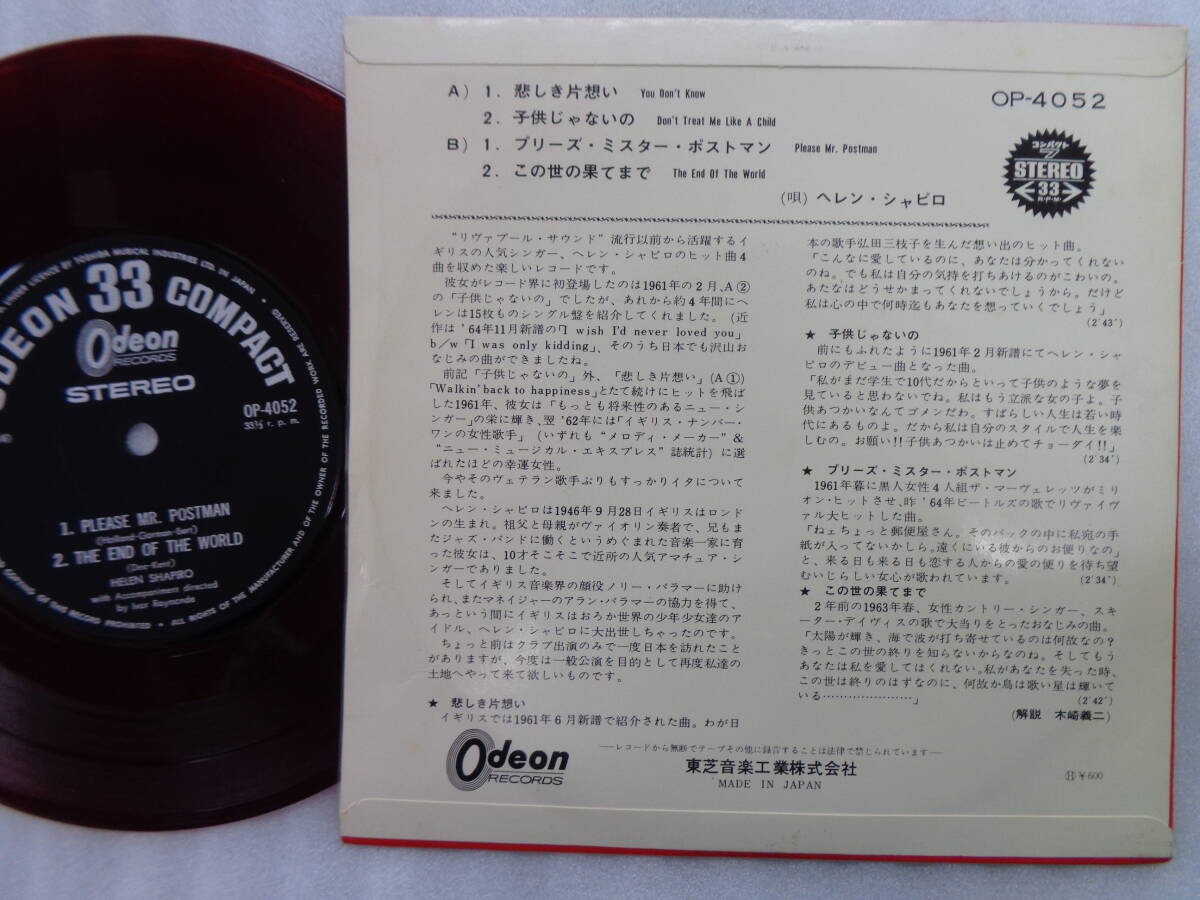 A) 1. 悲しき片想い You Don't Know
2. 子供じゃないの Don't Treat Me Like A Child
B) 1. プリーズ・ミスター・ポストマン Please Mr. Postman
2. この世の果てまで The End Of The World
(唄) ヘレン・シャピロ
OP-4052
コンパクト
7
STEREO
33
R・P・M・
“リヴァプール・サウンド”流行以前から活躍するイ
ギリスの人気シンガー、ヘレン・シャピロのヒット曲4
曲を収めた楽しいレコードです。
彼女がレコード界に初登場したのは1961年の2月、A②
の「子供じゃないの」でしたが、あれから約4年間にヘ
レンは15枚ものシングル盤を紹介してくれました。(近
作は'64年11月新譜の「I wish I'd never loved you」
b/w「I was only kidding」、そのうち日本でも沢山お
なじみの曲ができましたね。
前記「子供じゃないの」外、「悲しき片想い」(A①)
「Walkin' back to happiness」とたて続けにヒットを飛ば
した1961年、彼女は「もっとも将来性のあるニュー・シ
ンガー」の栄に輝き、翌'62年には「イギリス・ナンバー・
ワンの女性歌手」(いずれも“メロディ・メーカー”&
“ニュー・ミュージカル・エキスプレス”誌統計)に選
ばれたほどの幸運女性。
今やそのヴェテラン歌手ぶりもすっかりイタについて
来ました。
ヘレン・シャピロは1946年9月28日イギリスはロンド
ンの生まれ。祖父と母親がヴァイオリン奏者で、兄もま
たジャズ・バンドに働くというめぐまれた音楽一家に育
った彼女は、10才そこそこで近所の人気アマチュア・シ
ンガーでありました。
そしてイギリス音楽界の顔役ノリー・パラマーに助け
られ、またマネイジャーのアラン・パラマーの協力を得て、
あっという間にイギリスはおろか世界の少年少女達のア
イドル、ヘレン・シャピロに大出世しちゃったのです。
ちょっと前はクラブ出演のみで一度日本を訪れたこと
がありますが、今度は一般公演を目的として再度私達の
土地へやって来て欲しいものです。
★ 悲しき片想い
イギリスでは1961年6月新譜で紹介された曲。わが日
本の歌手弘田三枝子を生んだ想い出のヒット曲。
「こんなに愛しているのに、あなたは分かってくれない
のね。でも私は自分の気持を打ちあけるのがこわいの。
あたなはどうせかまってくれないでしょうから。だけど
私は心の中で何時迄もあなたを想っていくでしょう」
(2'43")
★ 子供じゃないの
前にもふれたように1961年2月新譜にてヘレン・シャ
ピロのデビュー曲となった曲。
「私がまだ学生で10代だからといって子供のような夢を
見ていると思わないでね。私はもう立派な女の子よ。子
供あつかいなんてゴメンだわ。すばらしい人生は若い時
代にあるものよ。だから私は自分のスタイルで人生を楽
しむの。お願い!!子供あつかいは止めてチョーダイ!!」
(2'34")
★ プリーズ・ミスター・ポストマン
1961年暮に黒人女性4人組ザ・マーヴェレッツがミリ
オン・ヒットさせ、昨'64年ビートルズの歌でリヴァイヴ
ァル大ヒットした曲。
「ねェちょっと郵便屋さん。そのバックの中に私宛の手
紙が入ってないかしら。遠くにいる彼からのお便りなの」
と、来る日も来る日も恋する人からの愛の便りを待ち望
むいじらしい女心が歌われています。 (2'34")
★ この世の果てまで
2年前の1963年春、女性カントリー・シンガー、スキ
ーター・デイヴィスの歌で大当りをとったおなじみの曲。
「太陽が輝き、海で波が打ち寄せているのは何故なの?
きっとこの世の終りを知らないからなのね。そしてもう
あなたは私を愛してはくれない。私があなたを失った時、
この世は終りのはずなのに、何故か鳥は歌い星は輝いて
いる…………………」 (2'42")
(解説 木崎義二)
Odeon
RECORDS
—レコードから無断でテープその他に録音することは法律で禁じられています—
東芝音楽工業株式会社
MADE IN JAPAN
Ⓗ ¥600
ODEON 33 COMPACT
Odeon
RECORDS
STEREO
OP-4052
33⅓ r. p. m.
1. PLEASE MR. POSTMAN
(Holland-Gorman-Bert)
2. THE END OF THE WORLD
(Dee-Kent)
HELEN SHAPIRO
with Accompaniment directed
by Ivor Raymonde
UNDER LICENCE BY TOSHIBA MUSICAL INDUSTRIES LTD. IN JAPAN • ALL RIGHTS OF THE MANUFACTURER AND OF THE OWNER OF THE RECORDED WORK ARE RESERVED
COPYING OF THIS RECORD PROHIBITED